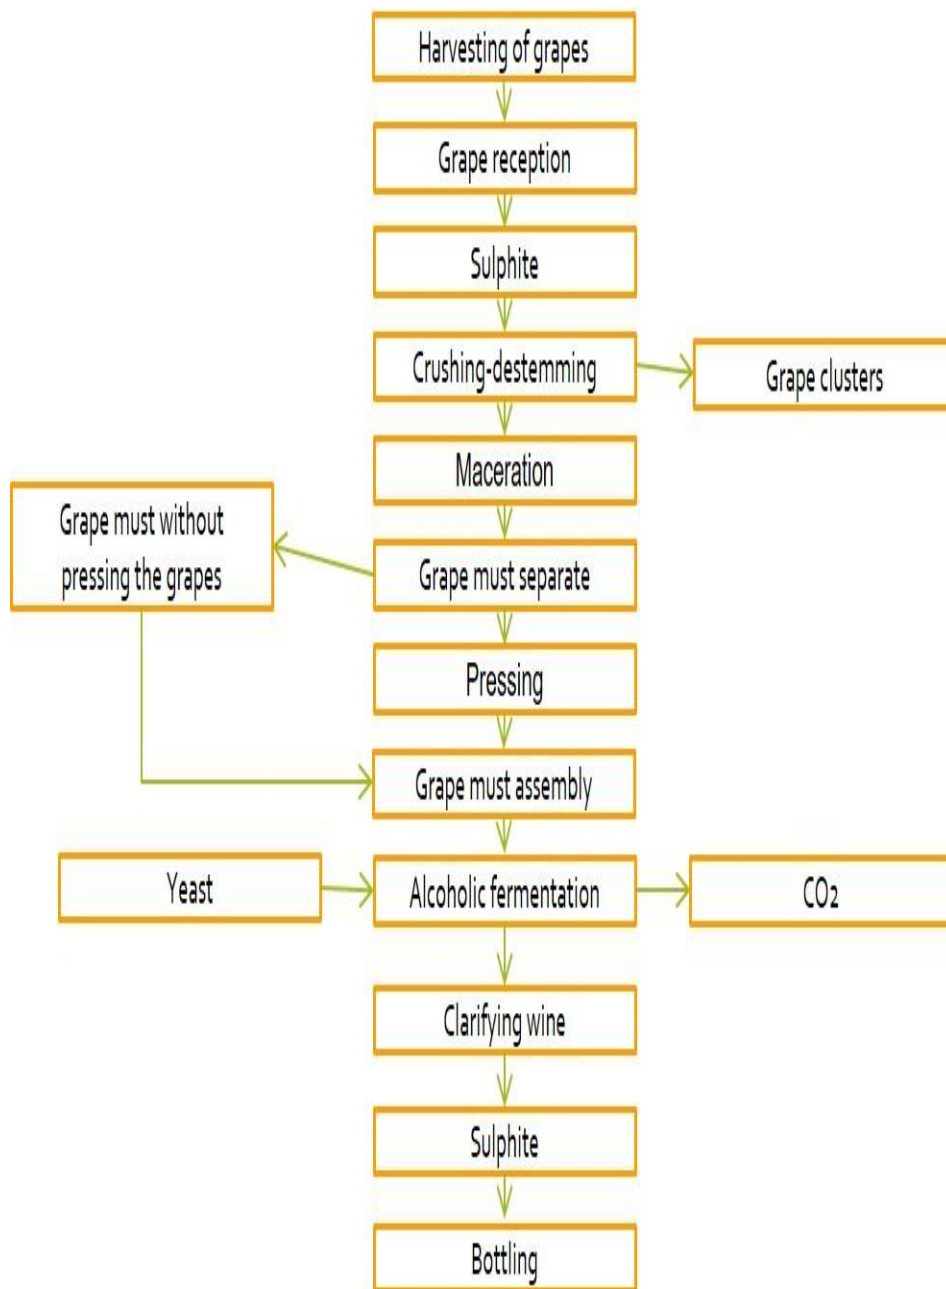 Harvesting of grapes
Grape reception
Sulphite
Crushing-destemming
Grape clusters
Maceration
Grape must without
pressing the grapes
Grape must separate
Pressing
Grape must assembly
Yeast
Alcoholic fermentation
CO2
Clarifying wine
Sulphite
Bottling